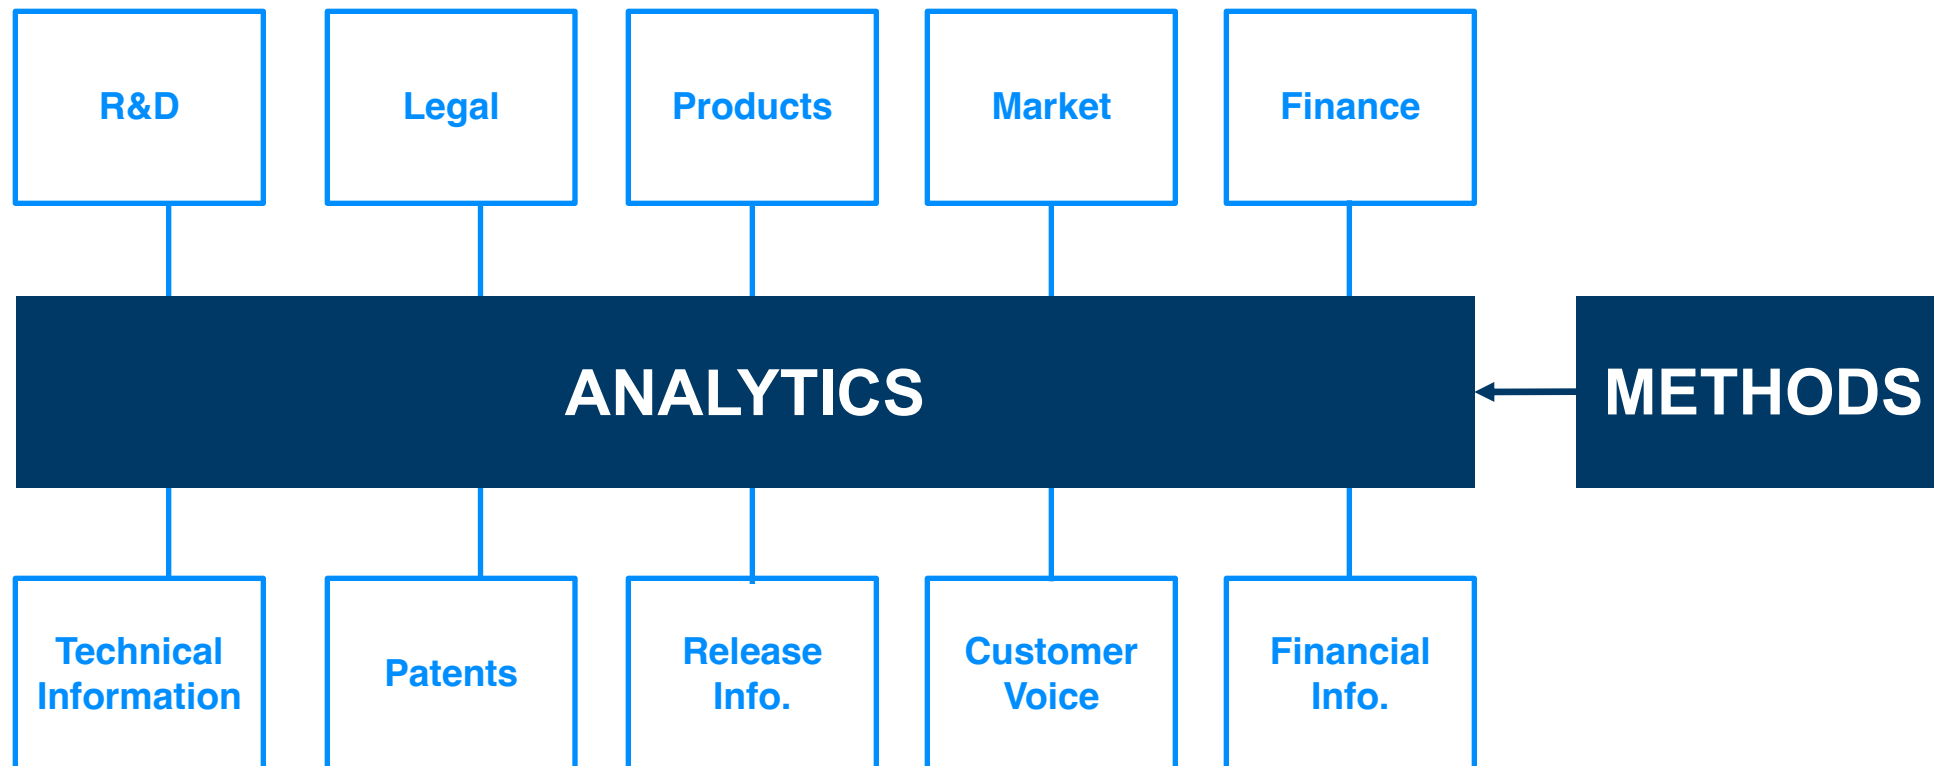 R&D
Legal
Products
Market
Finance
ANALYTICS
METHODS
Technical
Information
Patents
Release
Info.
Customer
Voice
Financial
Info.